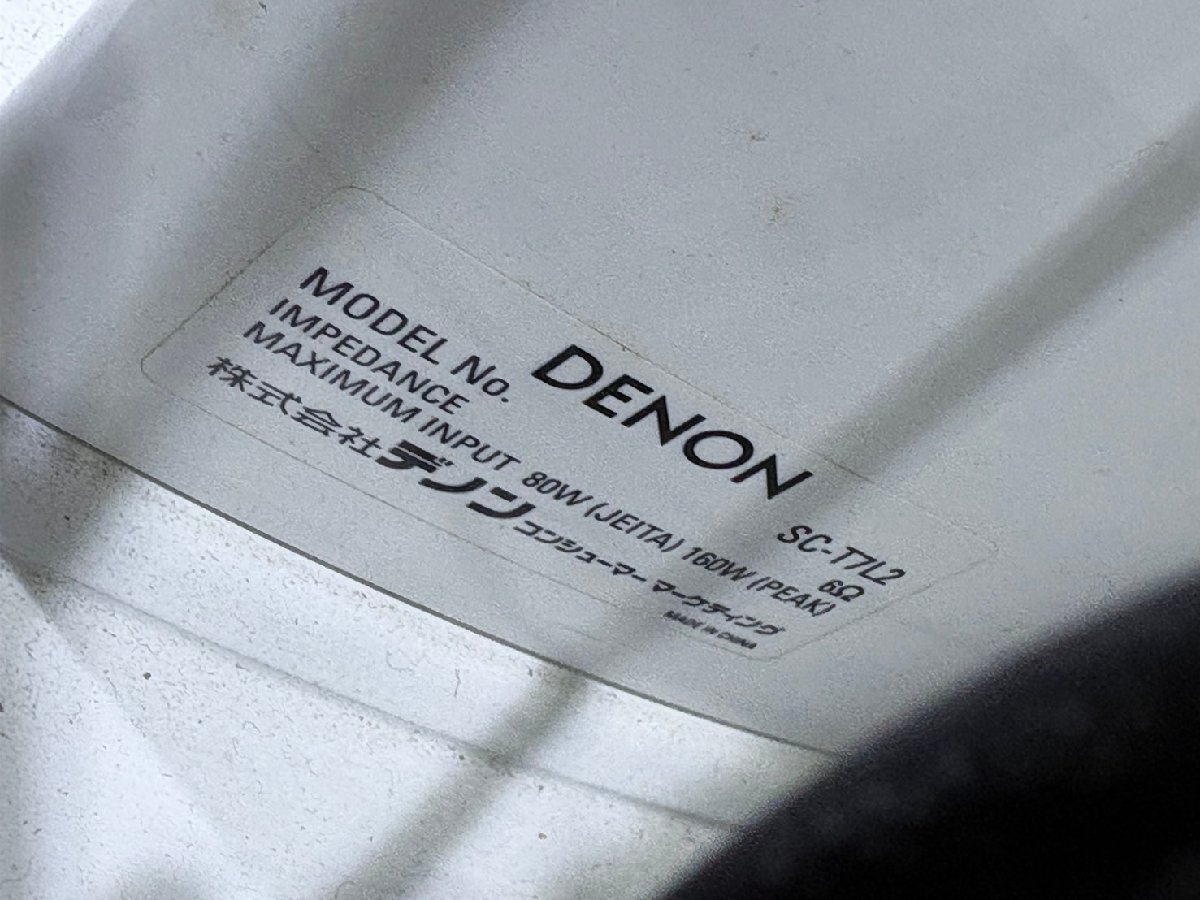 DENON
MODEL No. SC-T7L2
IMPEDANCE 6Ω
MAXIMUM INPUT 80W (JEITA) 160W (PEAK)
株式会社デノン コンシューマー マーケティング
MADE IN CHINA